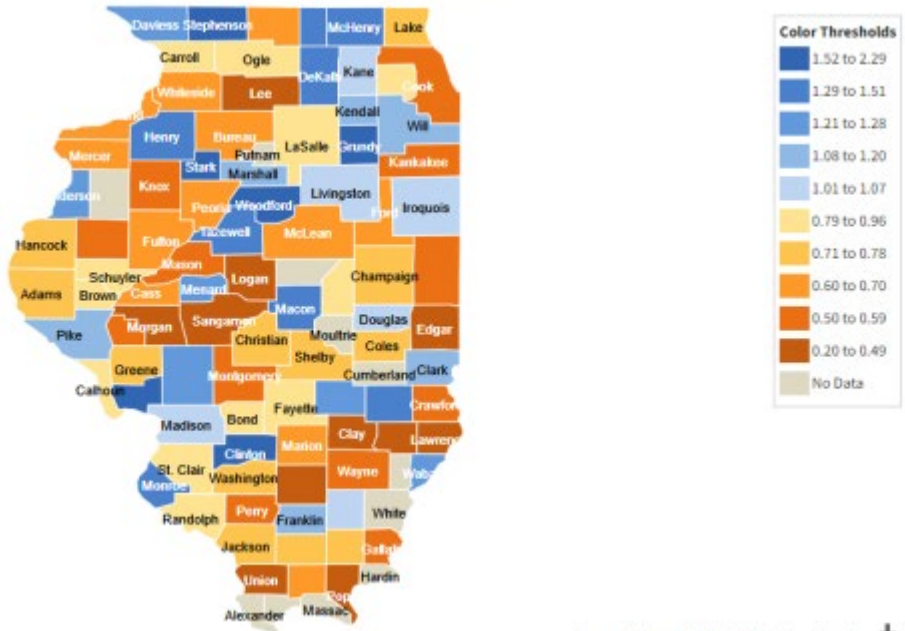 Daviess Stephenson
McHenry
Lake
Carroll
Ogle
DeKalb
Kane
Cook
Whiteside
Lee
Kendall
Will
Henry
Bureau
Putnam
LaSalle
Grundy
Mercer
Stark
Marshall
Kankakee
Knox
Livingston
derson
Peoria
Woodford
Ford
Iroquois
Hancock
Fulton
Tazewell
McLean
Mason
Logan
Schuyler
Champaign
Adams
Brown
Cass
Menard
Macon
Pike
Morgan
Sangamon
Moultrie
Douglas
Edgar
Christian
Coles
Shelby
Greene
Montgomery
Cumberland
Clark
Calhoun
Fayette
Crawford
Madison
Bond
Clay
Lawrenc
Clinton
Marion
St. Clair
Washington
Wayne
Waba
Monroe
Randolph
Perry
Franklin
White
Jackson
Gallat
Union
Hardin
Pop
Alexander
Massac
Color Thresholds
1.52 to 2.29
1.29 to 1.51
1.21 to 1.28
1.08 to 1.20
1.01 to 1.07
0.79 to 0.96
0.71 to 0.78
0.60 to 0.70
0.50 to 0.59
0.20 to 0.49
No Data